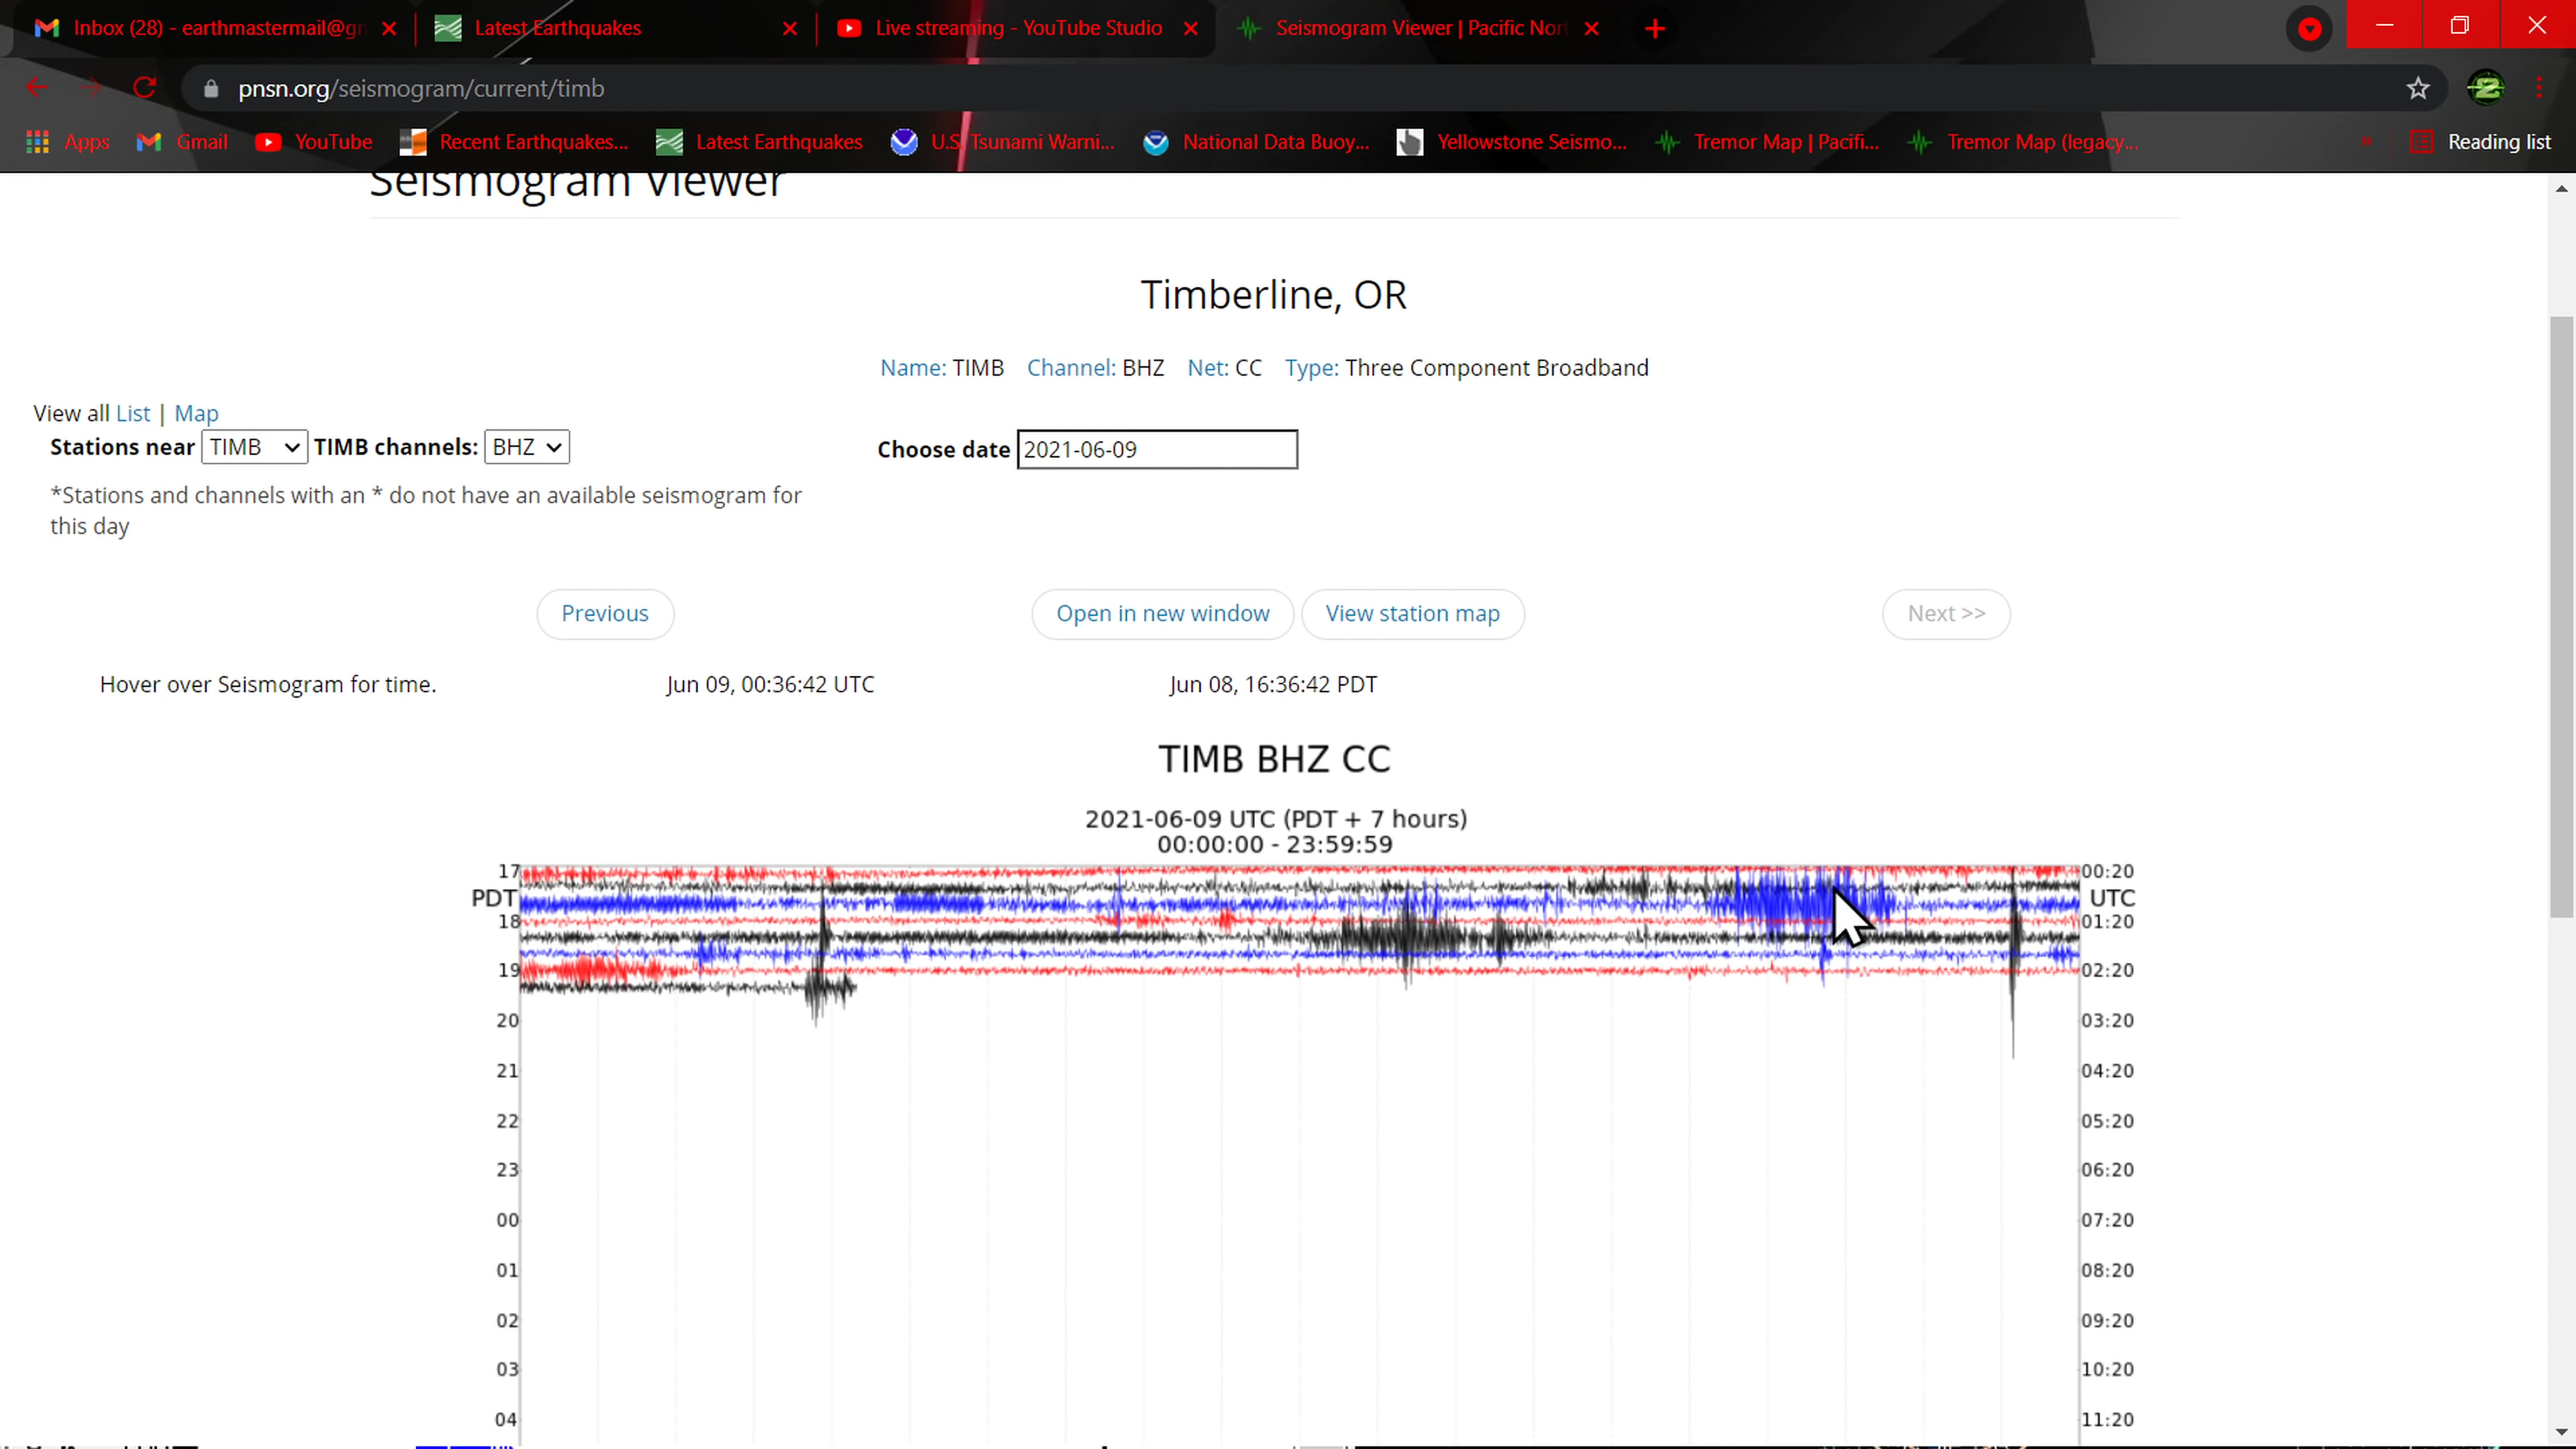 Inbox (28) - earthmastermail@gm
Latest Earthquakes
Live streaming - YouTube Studio
Seismogram Viewer | Pacific Nort
pnsn.org/seismogram/current/timb
Apps
Gmail
YouTube
Recent Earthquakes...
Latest Earthquakes
U.S. Tsunami Warni...
National Data Buoy...
Yellowstone Seismo...
Tremor Map | Pacifi...
Tremor Map (legacy...
Reading list
Seismogram Viewer
Timberline, OR
Name: TIMB Channel: BHZ Net: CC Type: Three Component Broadband
View all List | Map
Stations near TIMB TIMB channels: BHZ
Choose date 2021-06-09
*Stations and channels with an * do not have an available seismogram for
this day
Previous
Open in new window
View station map
Next >>
Hover over Seismogram for time.
Jun 09, 00:36:42 UTC
Jun 08, 16:36:42 PDT
TIMB BHZ CC
2021-06-09 UTC (PDT + 7 hours)
00:00:00 - 23:59:59
17 00:20
PDT UTC
18 01:20
19 02:20
20 03:20
21 04:20
22 05:20
23 06:20
00 07:20
01 08:20
02 09:20
03 10:20
04 11:20